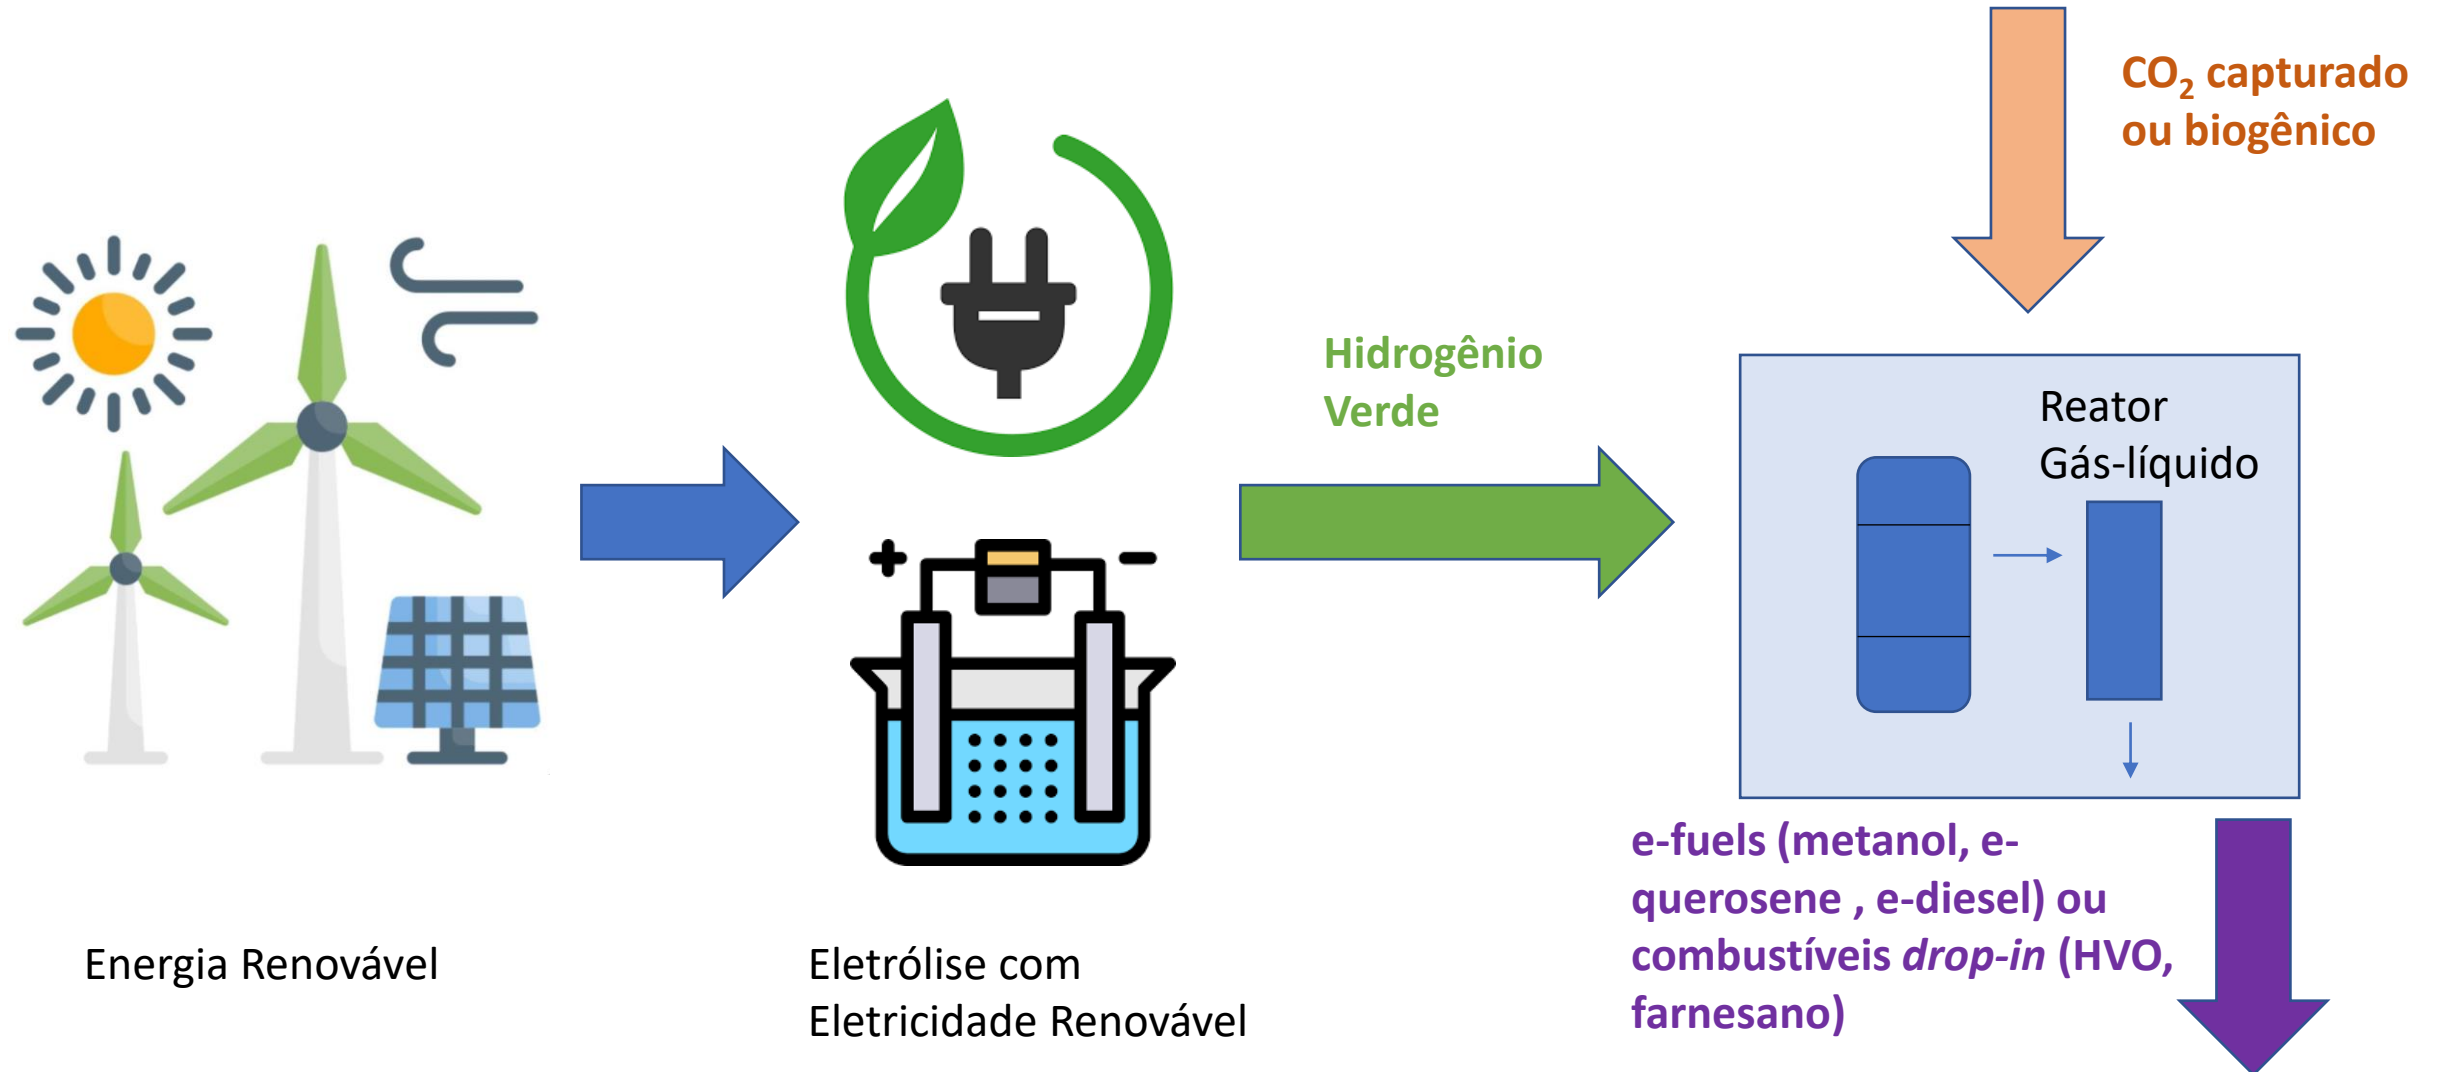 CO₂ capturado
ou biogênico
Hidrogênio
Verde
Reator
Gás-líquido
e-fuels (metanol, e-
querosene , e-diesel) ou
combustíveis drop-in (HVO,
farnesano)
Energia Renovável
Eletrólise com
Eletricidade Renovável